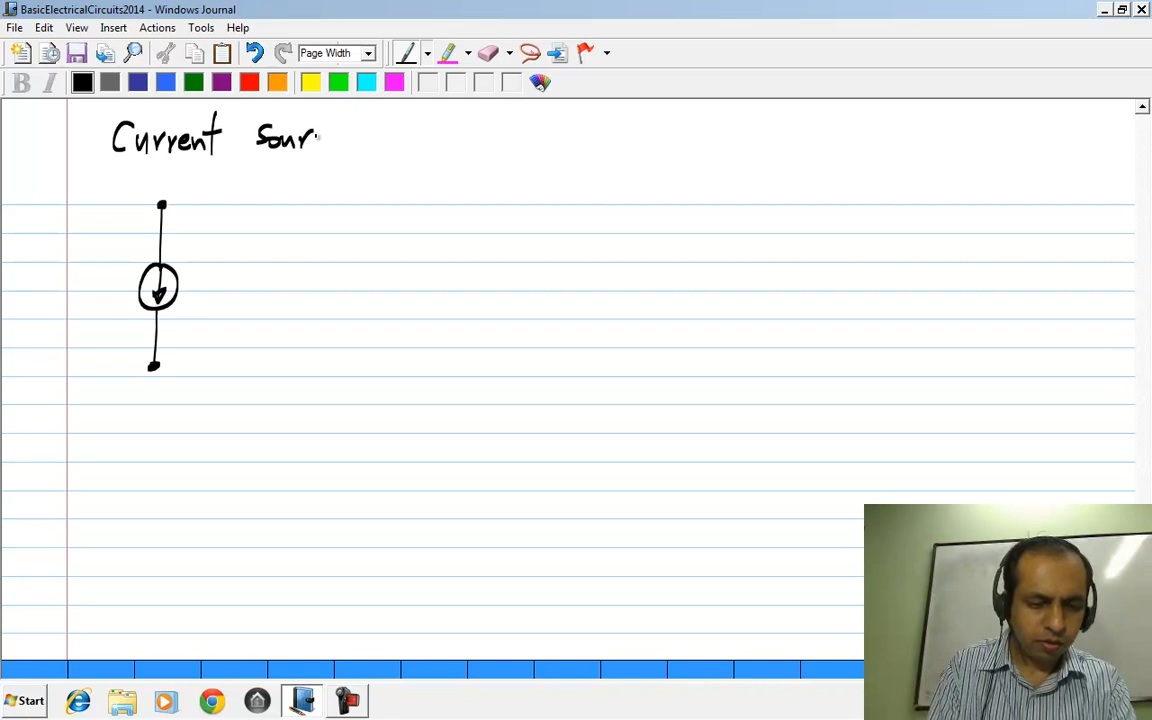 BasicElectricalCircuits2014 - Windows Journal
File Edit View Insert Actions Tools Help
Page Width
B I
Current sour
Start